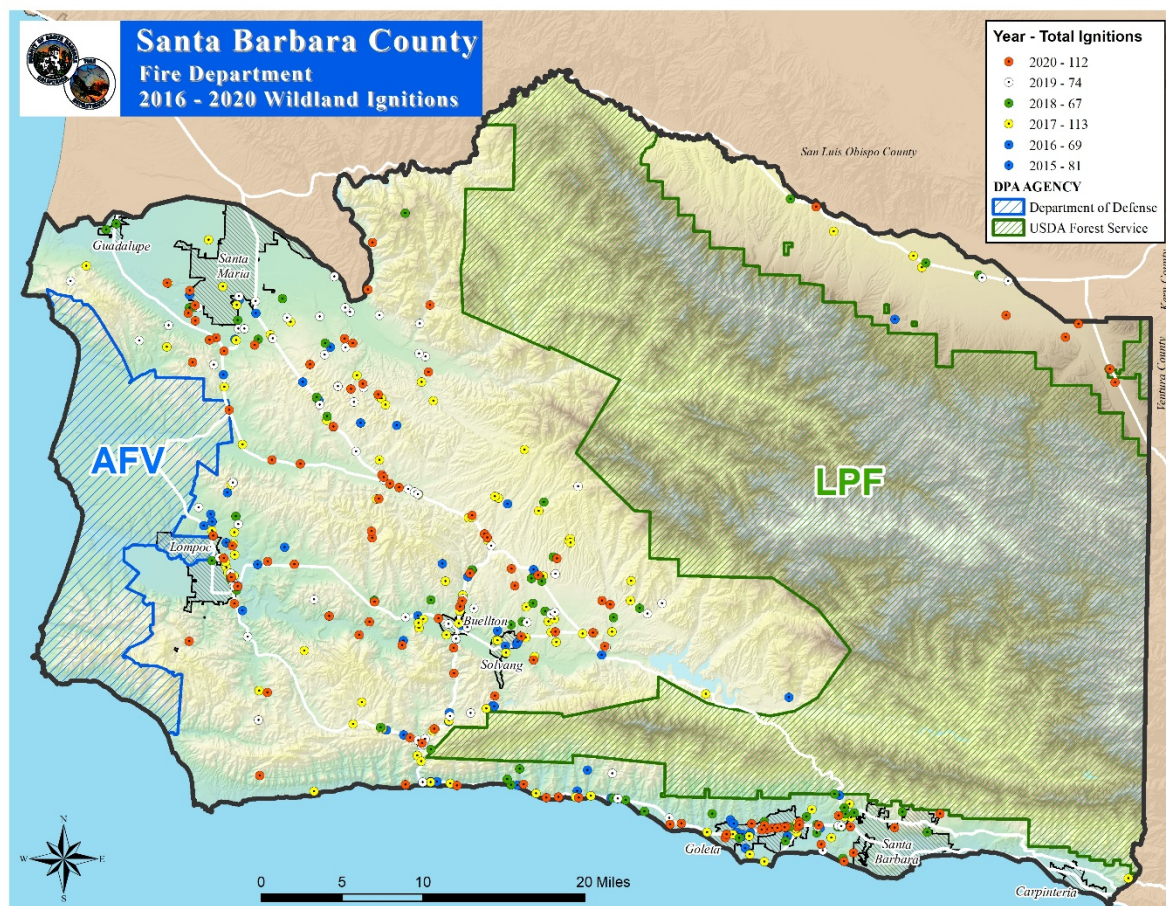 Santa Barbara County
Fire Department
2016 - 2020 Wildland Ignitions
Year - Total Ignitions
2020 - 112
2019 - 74
2018 - 67
2017 - 113
2016 - 69
2015 - 81
DPA AGENCY
Department of Defense
USDA Forest Service
San Luis Obispo County
Kern County
Ventura County
Guadalupe
Santa
Maria
AFV
LPF
Lompoc
Buellton
Solvang
Goleta
Santa
Barbara
Carpinteria
N
W
E
S
0
5
10
20 Miles